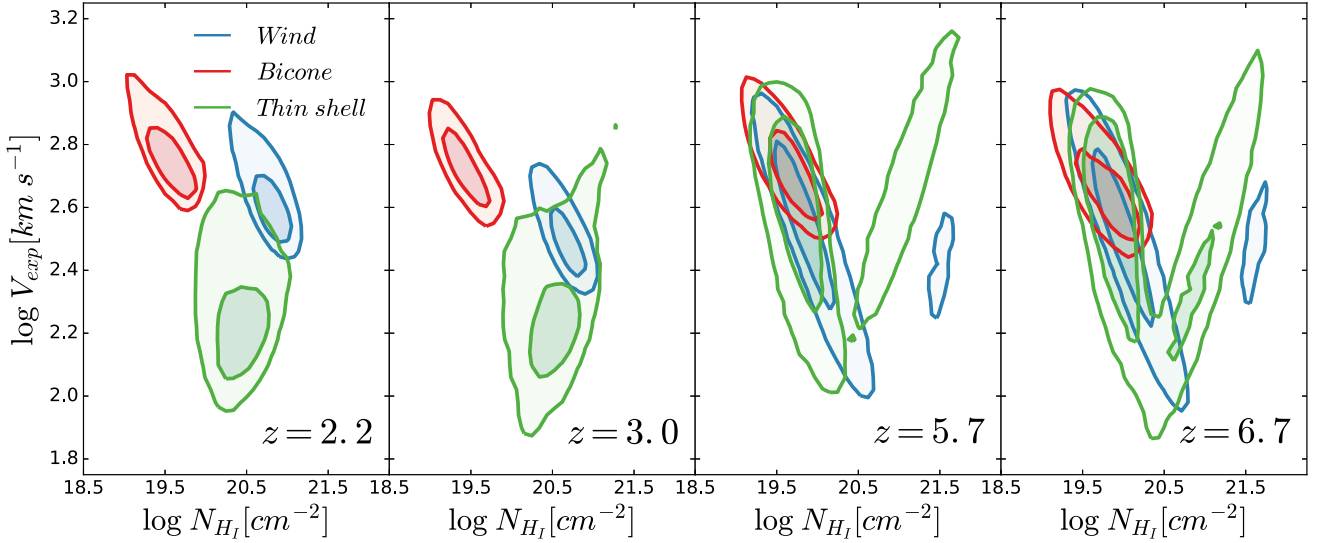 3.2
3.0
2.8
2.6
2.4
2.2
2.0
1.8
log V_exp [km s^−1]
Wind
Bicone
Thin shell
z = 2.2
z = 3.0
z = 5.7
z = 6.7
18.5 19.5 20.5 21.5 18.5 19.5 20.5 21.5 18.5 19.5 20.5 21.5 18.5 19.5 20.5 21.5
log N_H_I [cm^−2] log N_H_I [cm^−2] log N_H_I [cm^−2] log N_H_I [cm^−2]